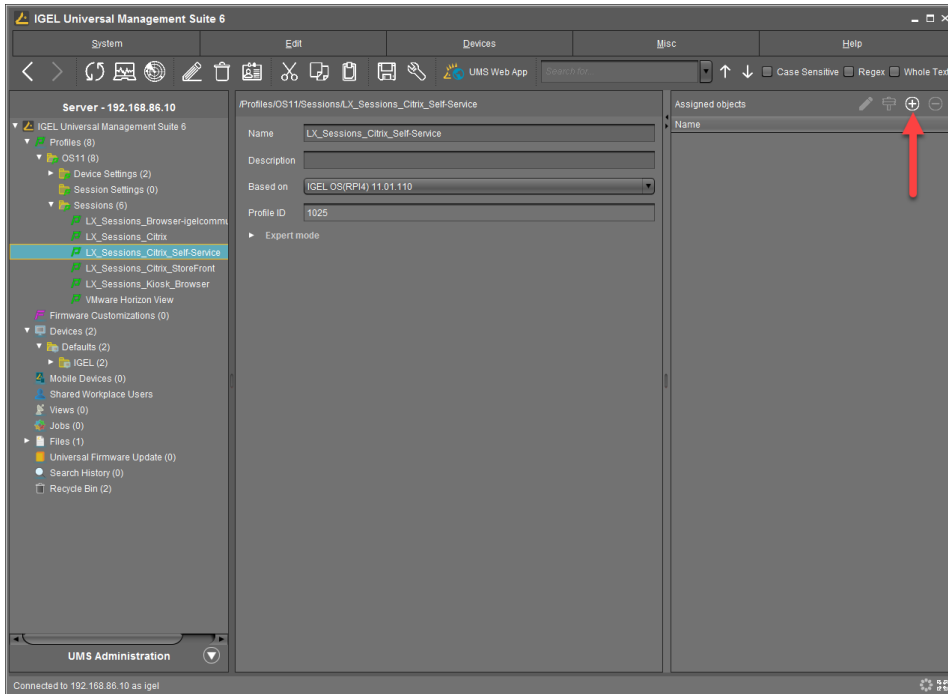 IGEL Universal Management Suite 6
System Edit Devices Misc Help
UMS Web App Search for... Case Sensitive Regex Whole Text
Server - 192.168.86.10
IGEL Universal Management Suite 6
Profiles (8)
OS11 (8)
Device Settings (2)
Session Settings (0)
Sessions (6)
LX_Sessions_Browser-igelcommu
LX_Sessions_Citrix
LX_Sessions_Citrix_Self-Service
LX_Sessions_Citrix_StoreFront
LX_Sessions_Kiosk_Browser
VMware Horizon View
Firmware Customizations (0)
Devices (2)
Defaults (2)
IGEL (2)
Mobile Devices (0)
Shared Workplace Users
Views (0)
Jobs (0)
Files (1)
Universal Firmware Update (0)
Search History (0)
Recycle Bin (2)
UMS Administration
/Profiles/OS11/Sessions/LX_Sessions_Citrix_Self-Service
Name LX_Sessions_Citrix_Self-Service
Description
Based on IGEL OS(RPI4) 11.01.110
Profile ID 1025
Expert mode
Assigned objects
Name
Connected to 192.168.86.10 as igel